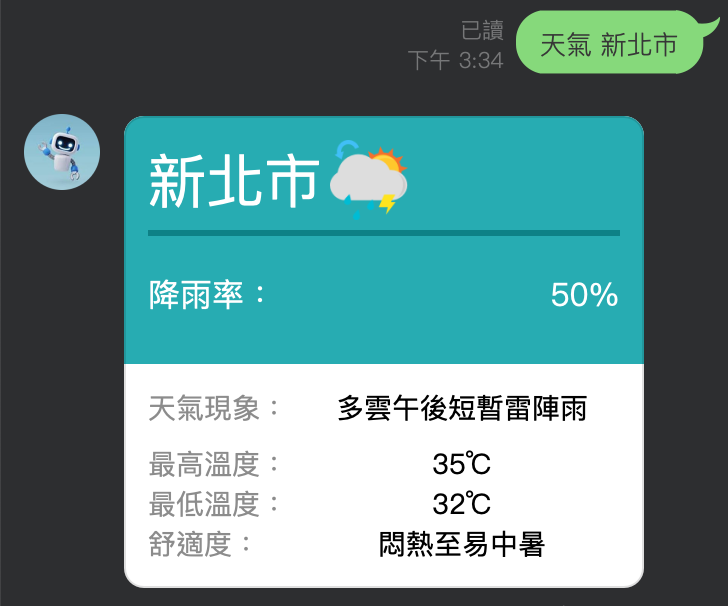 已讀
下午 3:34
天氣 新北市
新北市
降雨率： 50%
天氣現象： 多雲午後短暫雷陣雨
最高溫度： 35℃
最低溫度： 32℃
舒適度： 悶熱至易中暑